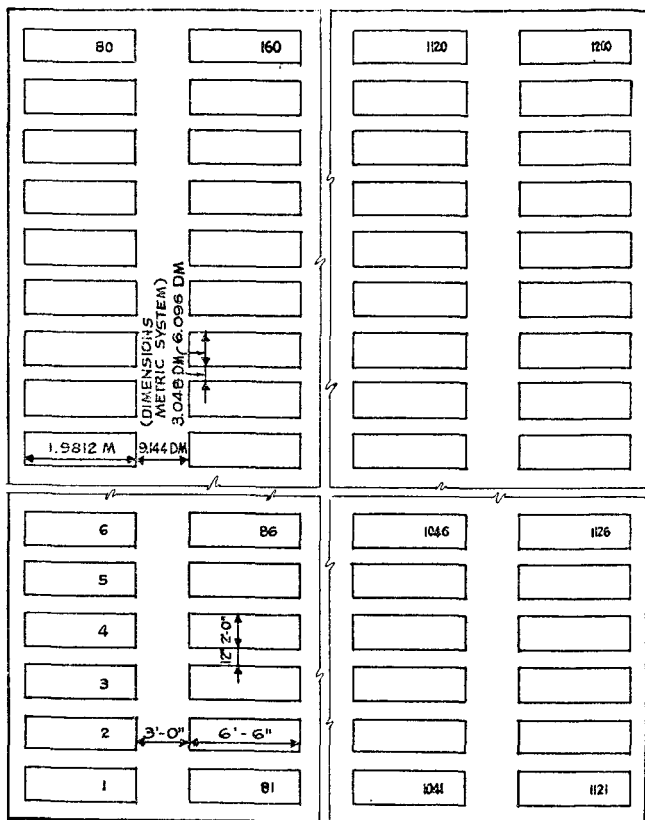 80 160 1120 1200
(DIMENSIONS
METRIC SYSTEM)
3.048 DM 6.096 DM
1.9812 M 9.144 DM
6 86 1046 1126
5
4
12" 2'-0"
3
2 3'-0" 6'-6"
1 81 1041 1121